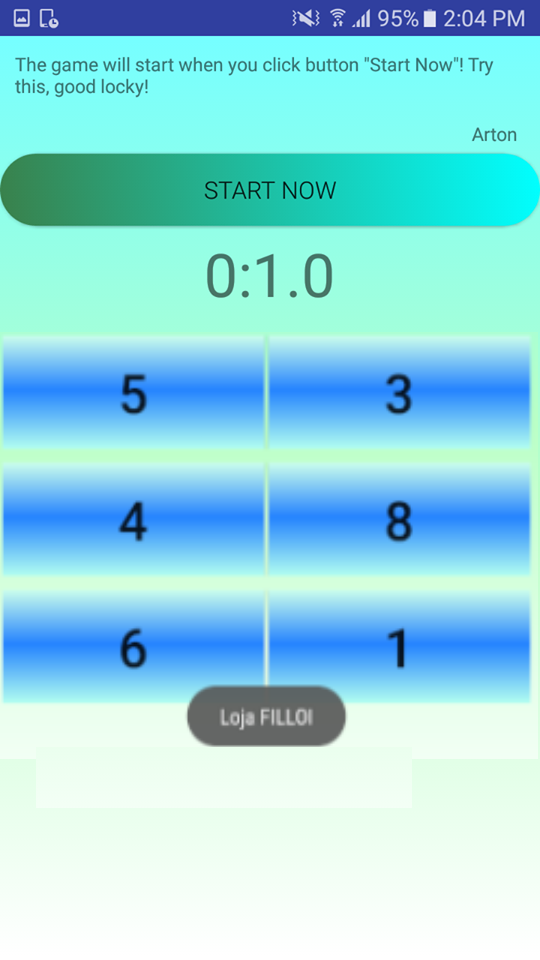 95% 2:04 PM
The game will start when you click button "Start Now"! Try
this, good locky!
Arton
START NOW
0:1.0
5 3
4 8
6 1
Loja FILLOI